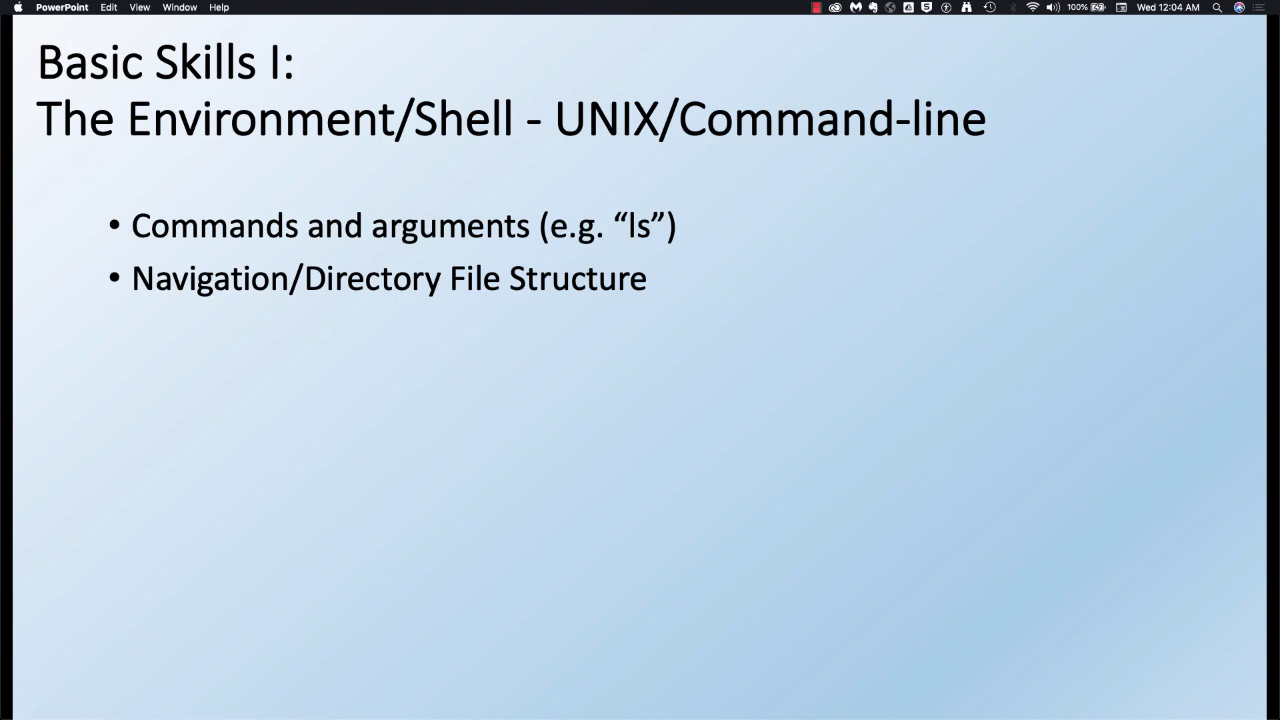 PowerPoint Edit View Window Help 100% Wed 12:04 AM
Basic Skills I:
The Environment/Shell - UNIX/Command-line
• Commands and arguments (e.g. “ls”)
• Navigation/Directory File Structure